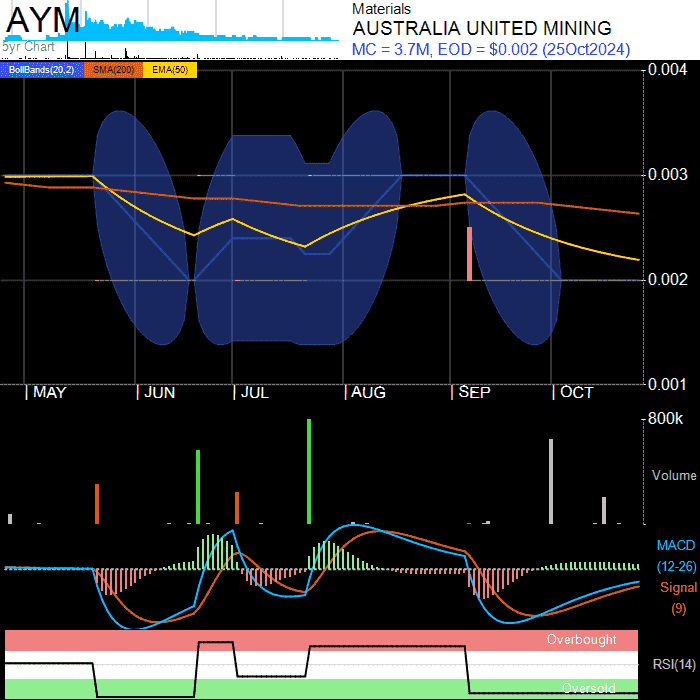 AYM
5yr Chart
Materials
AUSTRALIA UNITED MINING
MC = 3.7M, EOD = $0.002 (25Oct2024)
BollBands(20,2) SMA(200) EMA(50)
0.004
0.003
0.002
0.001
MAY JUN JUL AUG SEP OCT
800k
Volume
MACD
(12-26)
Signal
(9)
Overbought
RSI(14)
Oversold